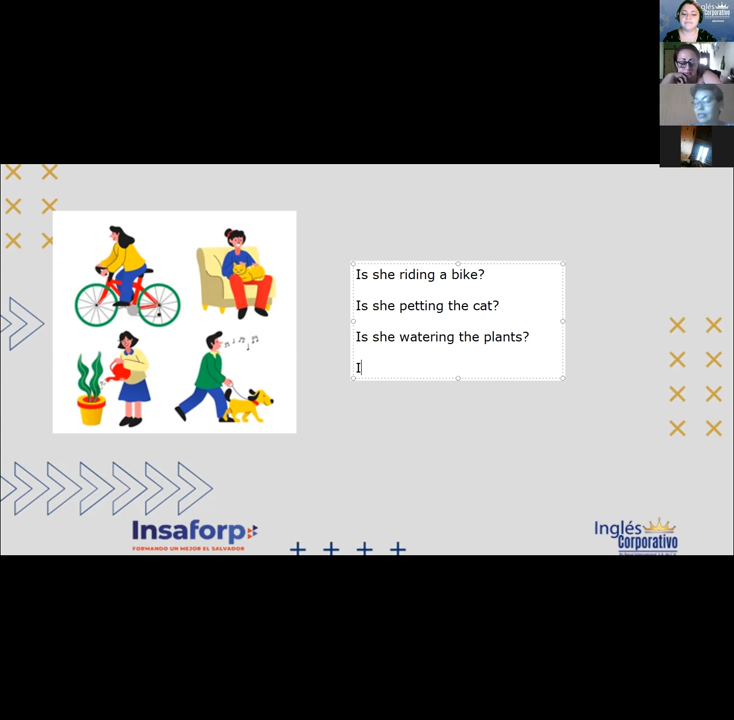 Inglés
Corporativo
Is she riding a bike?
Is she petting the cat?
Is she watering the plants?
I
Insaforp
FORMANDO UN MEJOR EL SALVADOR
Inglés
Corporativo